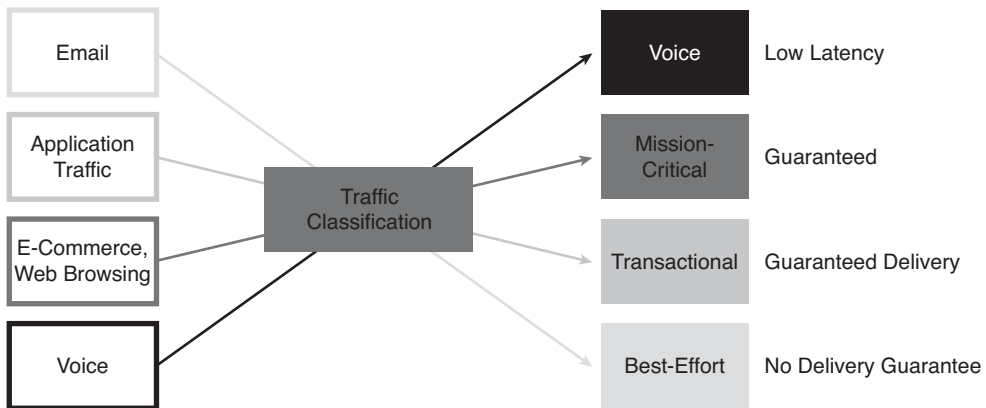 Email
Application
Traffic
E-Commerce,
Web Browsing
Voice
Traffic
Classification
Voice
Low Latency
Mission-
Critical
Guaranteed
Transactional
Guaranteed Delivery
Best-Effort
No Delivery Guarantee